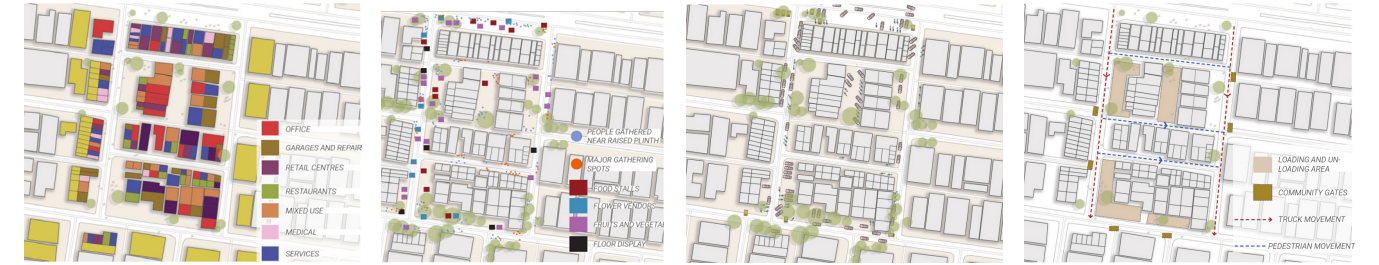 OFFICE
GARAGES AND REPAIR
RETAIL CENTRES
RESTAURANTS
MIXED USE
MEDICAL
SERVICES
PEOPLE GATHERED
NEAR RAISED PLINTH
MAJOR GATHERING
SPOTS
FOOD STALLS
FLOWER VENDORS
FRUITS AND VEGETA
FLOOR DISPLAY
LOADING AND UN-
LOADING AREA
COMMUNITY GATES
TRUCK MOVEMENT
PEDESTRIAN MOVEMENT